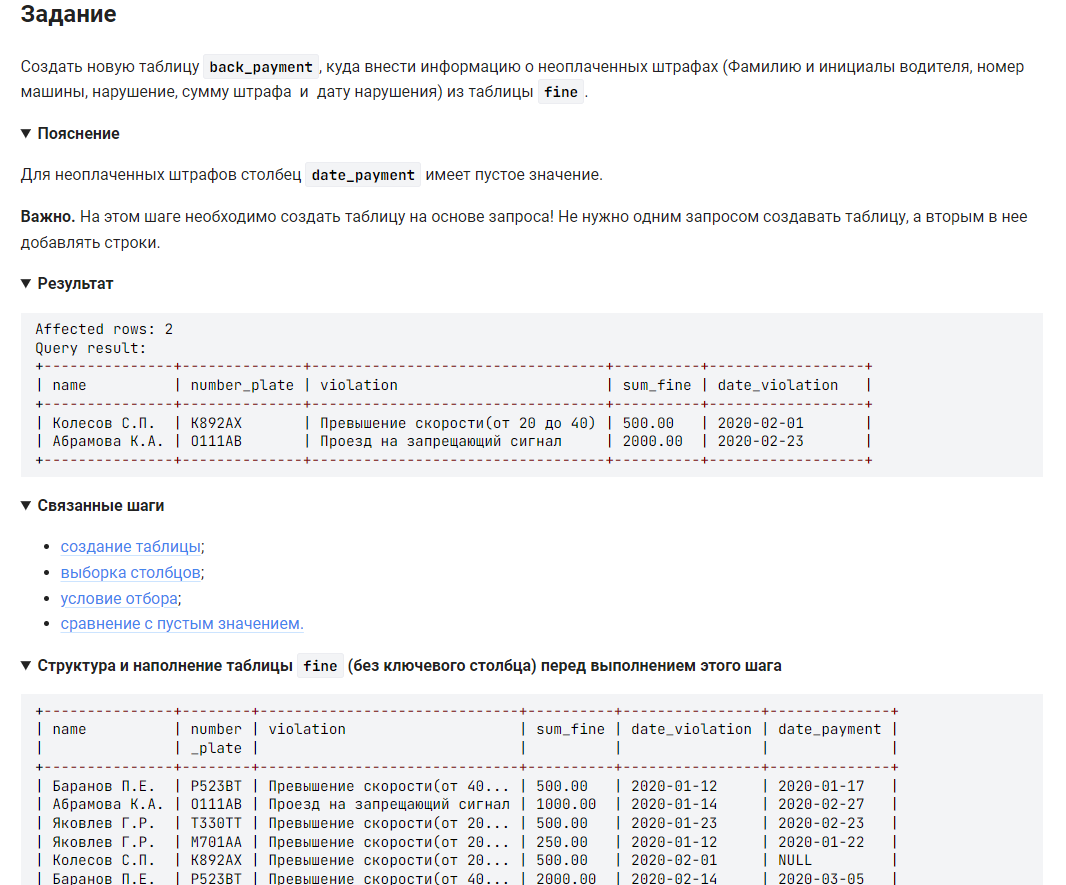 Задание
Создать новую таблицу back_payment, куда внести информацию о неоплаченных штрафах (Фамилию и инициалы водителя, номер
машины, нарушение, сумму штрафа и дату нарушения) из таблицы fine.
▼ Пояснение
Для неоплаченных штрафов столбец date_payment имеет пустое значение.
Важно. На этом шаге необходимо создать таблицу на основе запроса! Не нужно одним запросом создавать таблицу, а вторым в нее
добавлять строки.
▼ Результат
Affected rows: 2
Query result:
+---------------+--------------+----------------------------------+----------+------------------+
| name | number_plate | violation | sum_fine | date_violation |
+---------------+--------------+----------------------------------+----------+------------------+
| Колесов С.П. | К892АХ | Превышение скорости(от 20 до 40) | 500.00 | 2020-02-01 |
| Абрамова К.А. | О111АВ | Проезд на запрещающий сигнал | 2000.00 | 2020-02-23 |
+---------------+--------------+----------------------------------+----------+------------------+
▼ Связанные шаги
• создание таблицы;
• выборка столбцов;
• условие отбора;
• сравнение с пустым значением.
▼ Структура и наполнение таблицы fine (без ключевого столбца) перед выполнением этого шага
+---------------+--------+------------------------------+----------+----------------+--------------+
| name | number | violation | sum_fine | date_violation | date_payment |
| | _plate | | | | |
+---------------+--------+------------------------------+----------+----------------+--------------+
| Баранов П.Е. | Р523ВТ | Превышение скорости(от 40... | 500.00 | 2020-01-12 | 2020-01-17 |
| Абрамова К.А. | О111АВ | Проезд на запрещающий сигнал | 1000.00 | 2020-01-14 | 2020-02-27 |
| Яковлев Г.Р. | Т330ТТ | Превышение скорости(от 20... | 500.00 | 2020-01-23 | 2020-02-23 |
| Яковлев Г.Р. | М701АА | Превышение скорости(от 20... | 250.00 | 2020-01-12 | 2020-01-22 |
| Колесов С.П. | К892АХ | Превышение скорости(от 20... | 500.00 | 2020-02-01 | NULL |
| Баранов П.Е. | Р523ВТ | Превышение скорости(от 40... | 2000.00 | 2020-02-14 | 2020-03-05 |